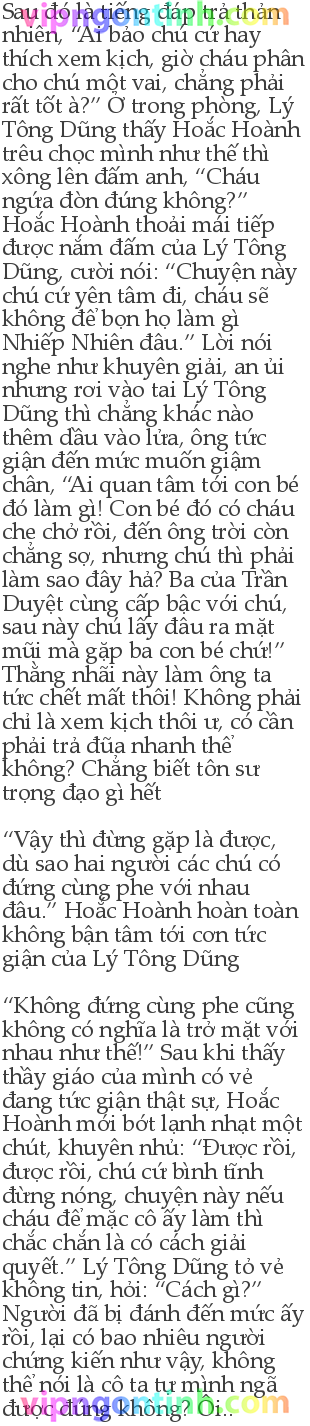 vipngontinh.com
Sau đó là tiếng đáp trả thản
nhiên, “Ai bảo chú cứ hay
thích xem kịch, giờ cháu phân
cho chú một vai, chẳng phải
rất tốt à?” Ở trong phòng, Lý
Tông Dũng thấy Hoắc Hoành
trêu chọc mình như thế thì
xông lên đấm anh, “Cháu
ngứa đòn đúng không?”
Hoắc Hoành thoải mái tiếp
được nắm đấm của Lý Tông
Dũng, cười nói: “Chuyện này
chú cứ yên tâm đi, cháu sẽ
không để bọn họ làm gì
Nhiếp Nhiên đâu.” Lời nói
nghe như khuyên giải, an ủi
nhưng rơi vào tai Lý Tông
Dũng thì chẳng khác nào
thêm dầu vào lửa, ông tức
giận đến mức muốn giậm
chân, “Ai quan tâm tới con bé
đó làm gì! Con bé đó có cháu
che chở rồi, đến ông trời còn
chẳng sợ, nhưng chú thì phải
làm sao đây hả? Ba của Trần
Duyệt cùng cấp bậc với chú,
sau này chú lấy đâu ra mặt
mũi mà gặp ba con bé chứ!”
Thằng nhãi này làm ông ta
tức chết mất thôi! Không phải
chỉ là xem kịch thôi ư, có cần
phải trả đũa nhanh thế
không? Chẳng biết tôn sư
trọng đạo gì hết
“Vậy thì đừng gặp là được,
dù sao hai người các chú có
đứng cùng phe với nhau
đâu.” Hoắc Hoành hoàn toàn
không bận tâm tới cơn tức
giận của Lý Tông Dũng
“Không đứng cùng phe cũng
không có nghĩa là trở mặt với
nhau như thế!” Sau khi thấy
thầy giáo của mình có vẻ
đang tức giận thật sự, Hoắc
Hoành mới bớt lạnh nhạt một
chút, khuyên nhủ: “Được rồi,
được rồi, chú cứ bình tĩnh
đừng nóng, chuyện này nếu
cháu để mặc cô ấy làm thì
chắc chắn là có cách giải
quyết.” Lý Tông Dũng tỏ vẻ
không tin, hỏi: “Cách gì?”
Người đã bị đánh đến mức ấy
rồi, lại có bao nhiêu người
chứng kiến như vậy, không
thể nói là cô ta tự mình ngã
được đúng không? Ôi...
vipngontinh.com